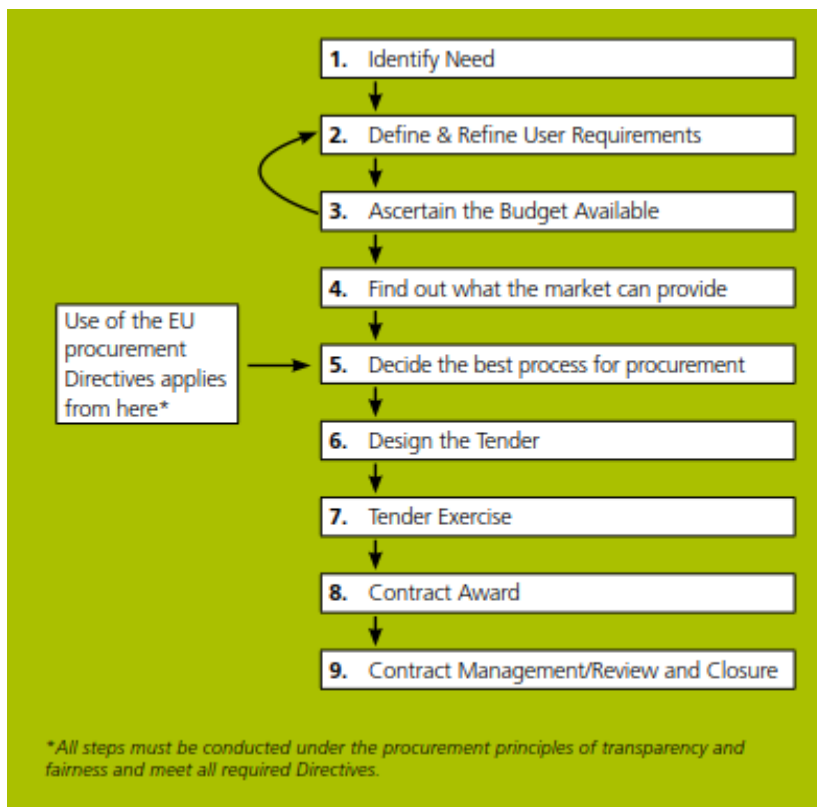 1. Identify Need
2. Define & Refine User Requirements
3. Ascertain the Budget Available
4. Find out what the market can provide
Use of the EU
procurement
Directives applies
from here*
5. Decide the best process for procurement
6. Design the Tender
7. Tender Exercise
8. Contract Award
9. Contract Management/Review and Closure
*All steps must be conducted under the procurement principles of transparency and
fairness and meet all required Directives.